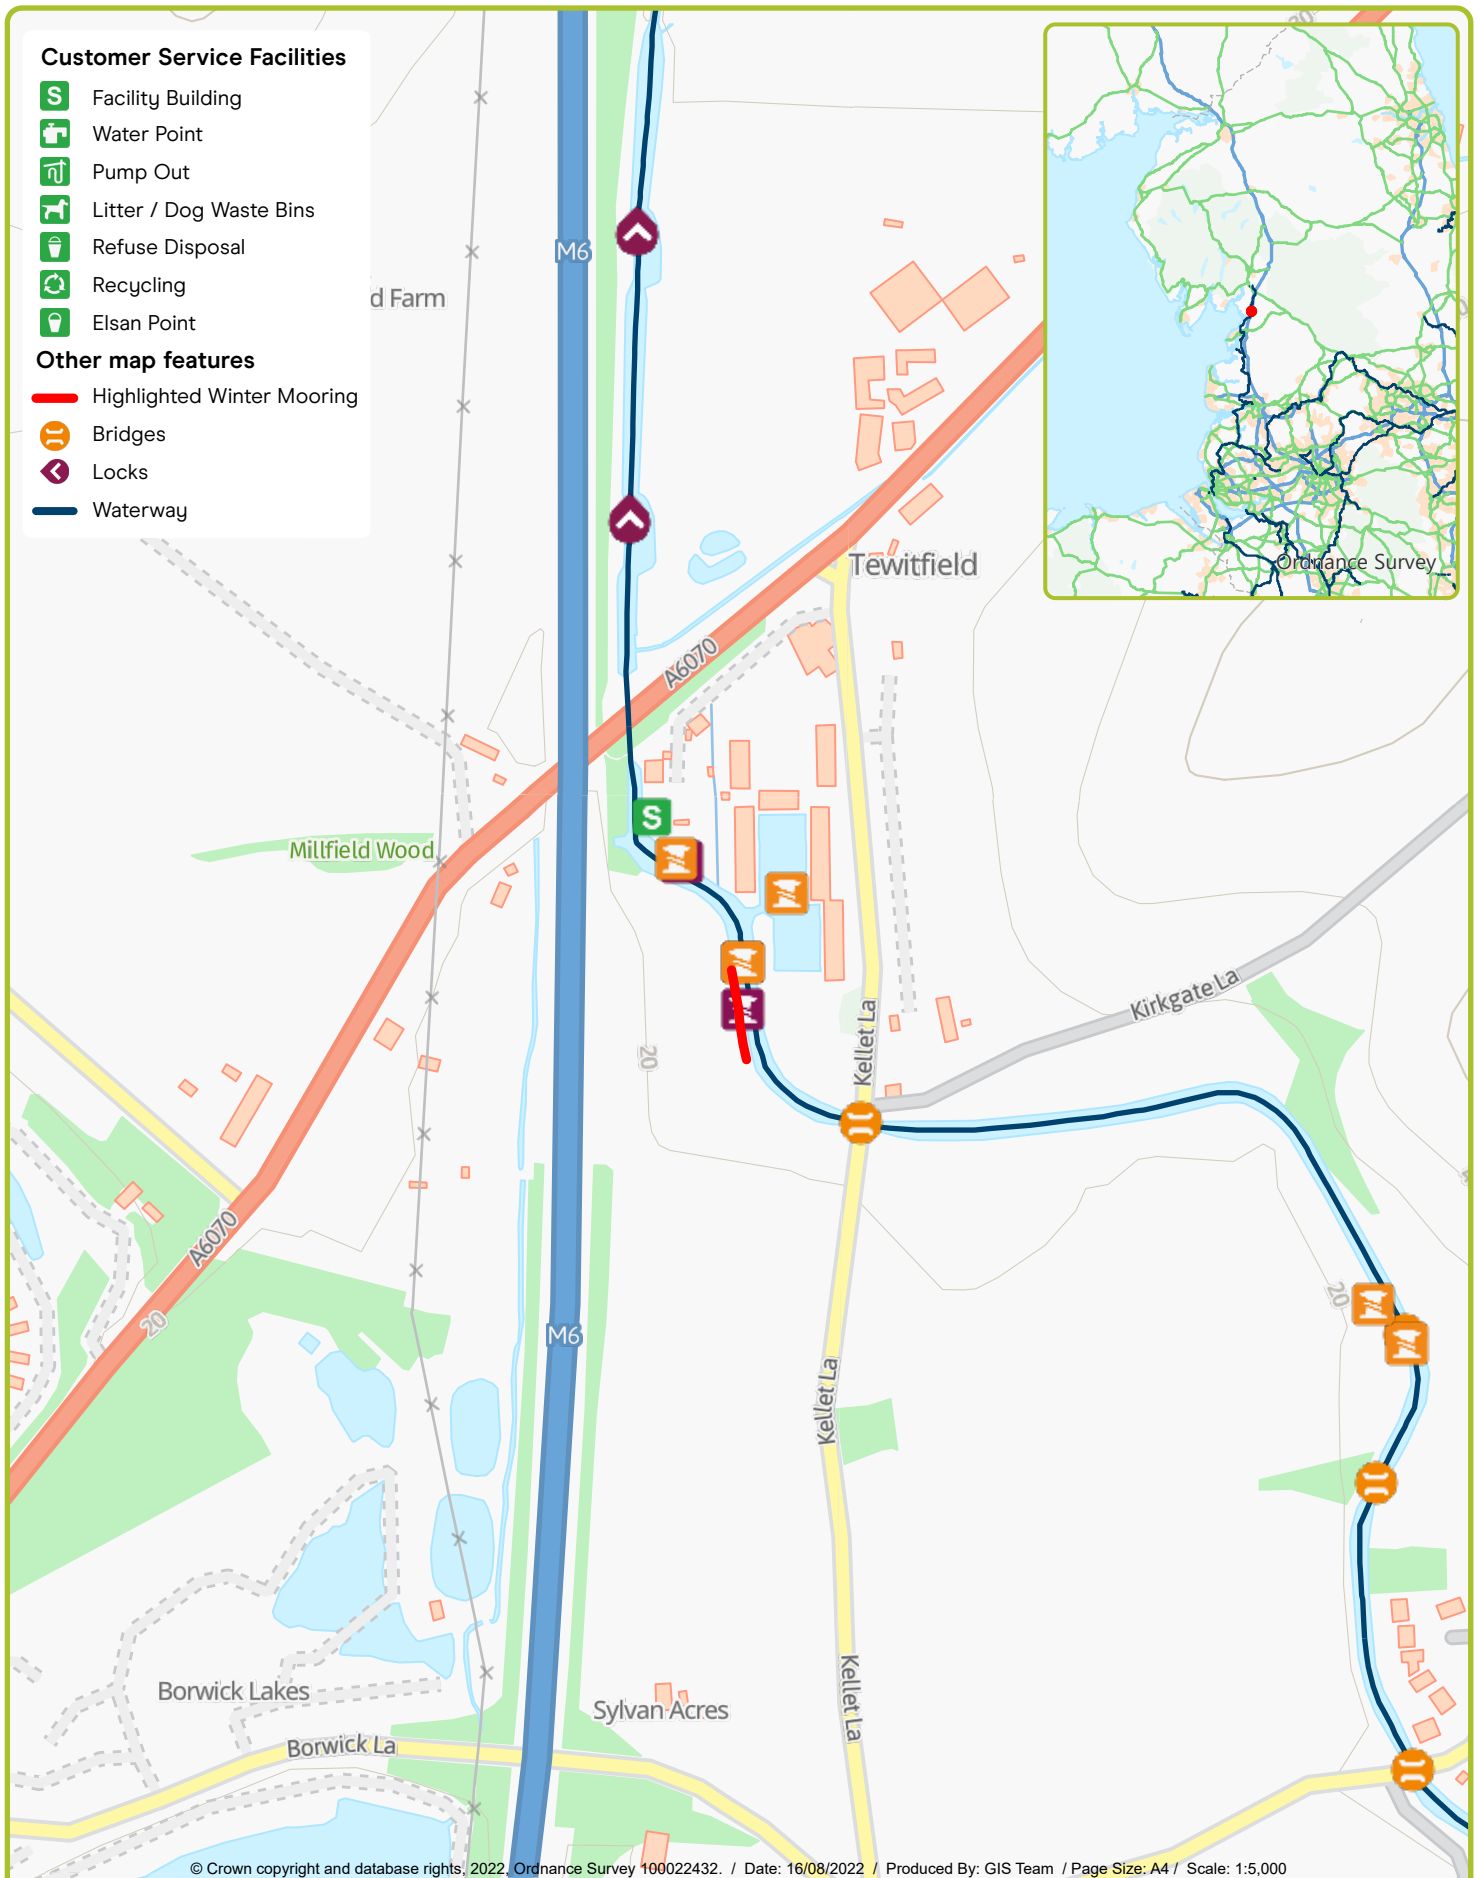 Customer Service Facilities
S
Facility Building
Water Point
Pump Out
Litter / Dog Waste Bins
Refuse Disposal
Recycling
Elsan Point
Other map features
Highlighted Winter Mooring
Bridges
Locks
Waterway
M6
d Farm
Ordnance Survey
Tewitfield
A6070
S
Millfield Wood
Kirkgate La
Kellet La
20
A6070
20
20
M6
Kellet La
Kellet La
Borwick Lakes
Sylvan Acres
Borwick La
© Crown copyright and database rights, 2022, Ordnance Survey 100022432. / Date: 16/08/2022 / Produced By: GIS Team / Page Size: A4 / Scale: 1:5,000